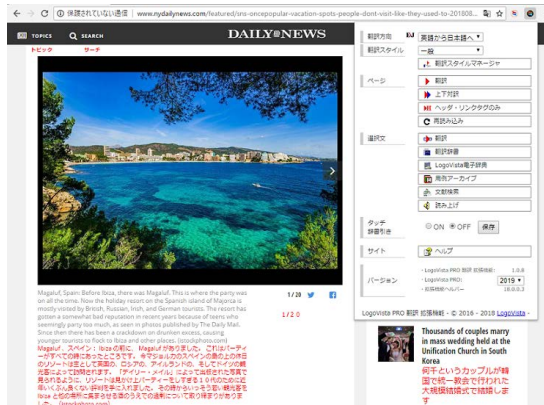 保護されていない通信 | www.nydailynews.com/featured/sns-oncepopular-vacation-spots-people-dont-visit-like-they-used-to-201808...
TOPICS
SEARCH
DAILY NEWS
トピック
サーチ
Magaluf, Spain: Before Ibiza, there was Magaluf. This is where the party was
on all the time. Now the holiday resort on the Spanish island of Majorca is
mostly visited by British, Russian, Irish, and German tourists. The resort has
gotten a somewhat bad reputation in recent years because of teens who
seemingly party too much, as seen in photos published by The Daily Mail.
Since then there has been a crackdown on drunken excess, causing
younger tourists to flock to Ibiza and other places. (istockphoto.com)
1 / 20
1 / 2 0
翻訳方向
英語から日本語へ
翻訳スタイル
一般
翻訳スタイルマネージャ
ページ
翻訳
上下対訳
ヘッダ・リンクタグのみ
再読み込み
選択文
翻訳
翻訳辞書
LogoVista電子辞典
用例アーカイブ
文献検索
読み上げ
タッチ
辞書引き
ON
OFF
保存
サイト
ヘルプ
バージョン
- LogoVista PRO 翻訳 拡張機能: 1.0.8
- LogoVista PRO: 2019
- 拡張機能ヘルパー 18.0.0.3
LogoVista PRO 翻訳 拡張機能 - © 2016 - 2018 LogoVista -
Thousands of couples marry
in mass wedding held at the
Unification Church in South
Korea
何千というカップルが韓
国で統一教会で行われた
大規模結婚式で結婚しま
す